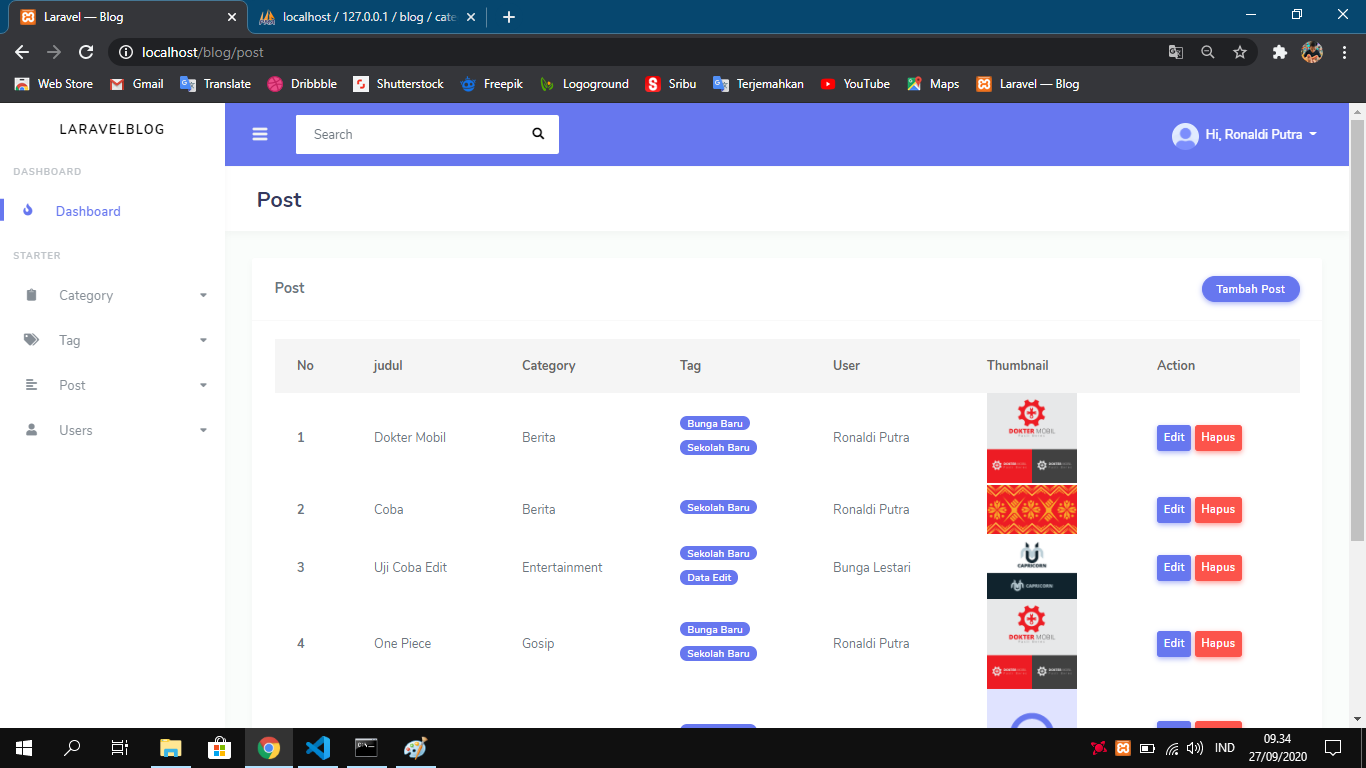 Laravel — Blog
localhost / 127.0.0.1 / blog / cate
localhost/blog/post
Web Store Gmail Translate Dribbble Shutterstock Freepik Logoground Sribu Terjemahkan YouTube Maps Laravel — Blog
LARAVELBLOG
Search
Hi, Ronaldi Putra
DASHBOARD
Dashboard
STARTER
Category
Tag
Post
Users
Post
Post
Tambah Post
No judul Category Tag User Thumbnail Action
1 Dokter Mobil Berita Bunga Baru Sekolah Baru Ronaldi Putra DOKTER MOBIL Edit Hapus
2 Coba Berita Sekolah Baru Ronaldi Putra Edit Hapus
3 Uji Coba Edit Entertainment Sekolah Baru Data Edit Bunga Lestari CAPRICORN CAPRICORN Edit Hapus
4 One Piece Gosip Bunga Baru Sekolah Baru Ronaldi Putra DOKTER MOBIL Edit Hapus
IND
09.34
27/09/2020